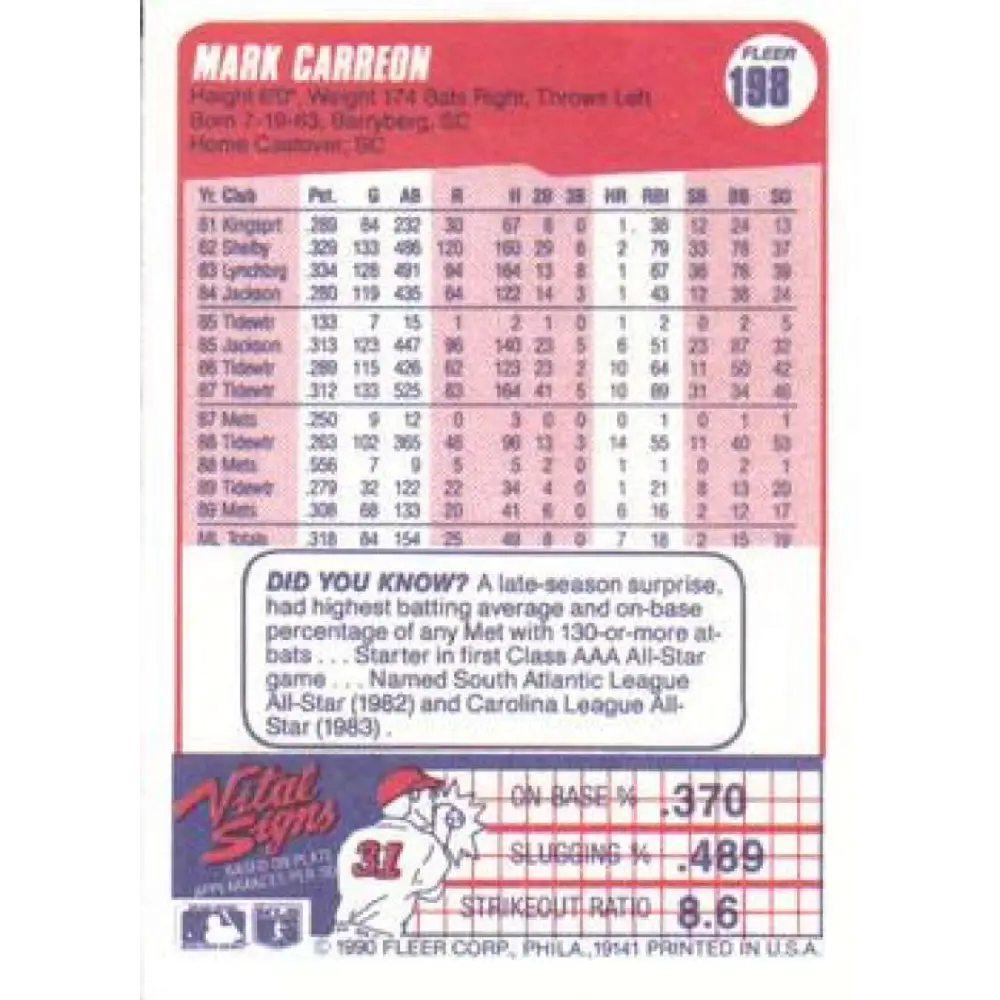 MARK CARREON
FLEER
198
Height 6'0", Weight 174 Bats Right, Throws Left
Born 7-19-63,
Home
Yr. Club Pct. G AB R H 2B 3B HR RBI SB BB SO
81 Kingsprt .289 64 232 30 67 8 0 1 36 12 24 13
82 Shelby .329 133 486 120 160 29 6 2 79 33 78 37
83 Lynchbrg .334 128 491 94 164 13 8 1 67 36 76 39
84 Jackson .280 119 435 64 122 14 3 1 43 12 38 24
85 Tidewtr .133 7 15 1 2 1 0 1 2 0 2 5
85 Jackson .313 123 447 96 140 23 5 6 51 23 87 32
86 Tidewtr .289 115 426 62 123 23 2 10 64 11 50 42
87 Tidewtr .312 133 525 83 164 41 5 10 89 31 34 46
87 Mets .250 9 12 0 3 0 0 0 1 0 1 1
88 Tidewtr .263 102 365 48 96 13 3 14 55 11 40 53
88 Mets .556 7 9 5 5 2 0 1 1 0 2 1
89 Tidewtr .279 32 122 22 34 4 0 1 21 8 13 20
89 Mets .308 68 133 20 41 6 0 6 16 2 12 17
ML Totals .318 84 154 25 49 8 0 7 18 2 15 19
DID YOU KNOW? A late-season surprise,
had highest batting average and on-base
percentage of any Met with 130-or-more at-
bats . . . Starter in first Class AAA All-Star
game . . . Named South Atlantic League
All-Star (1982) and Carolina League All-
Star (1983) .
Vital
Signs
BASED ON PLATE
APPEARANCES PER SO
31
ON BASE % .370
SLUGGING % .489
STRIKEOUT RATIO 8.6
© 1990 FLEER CORP., PHILA., 19141 PRINTED IN U.S.A.